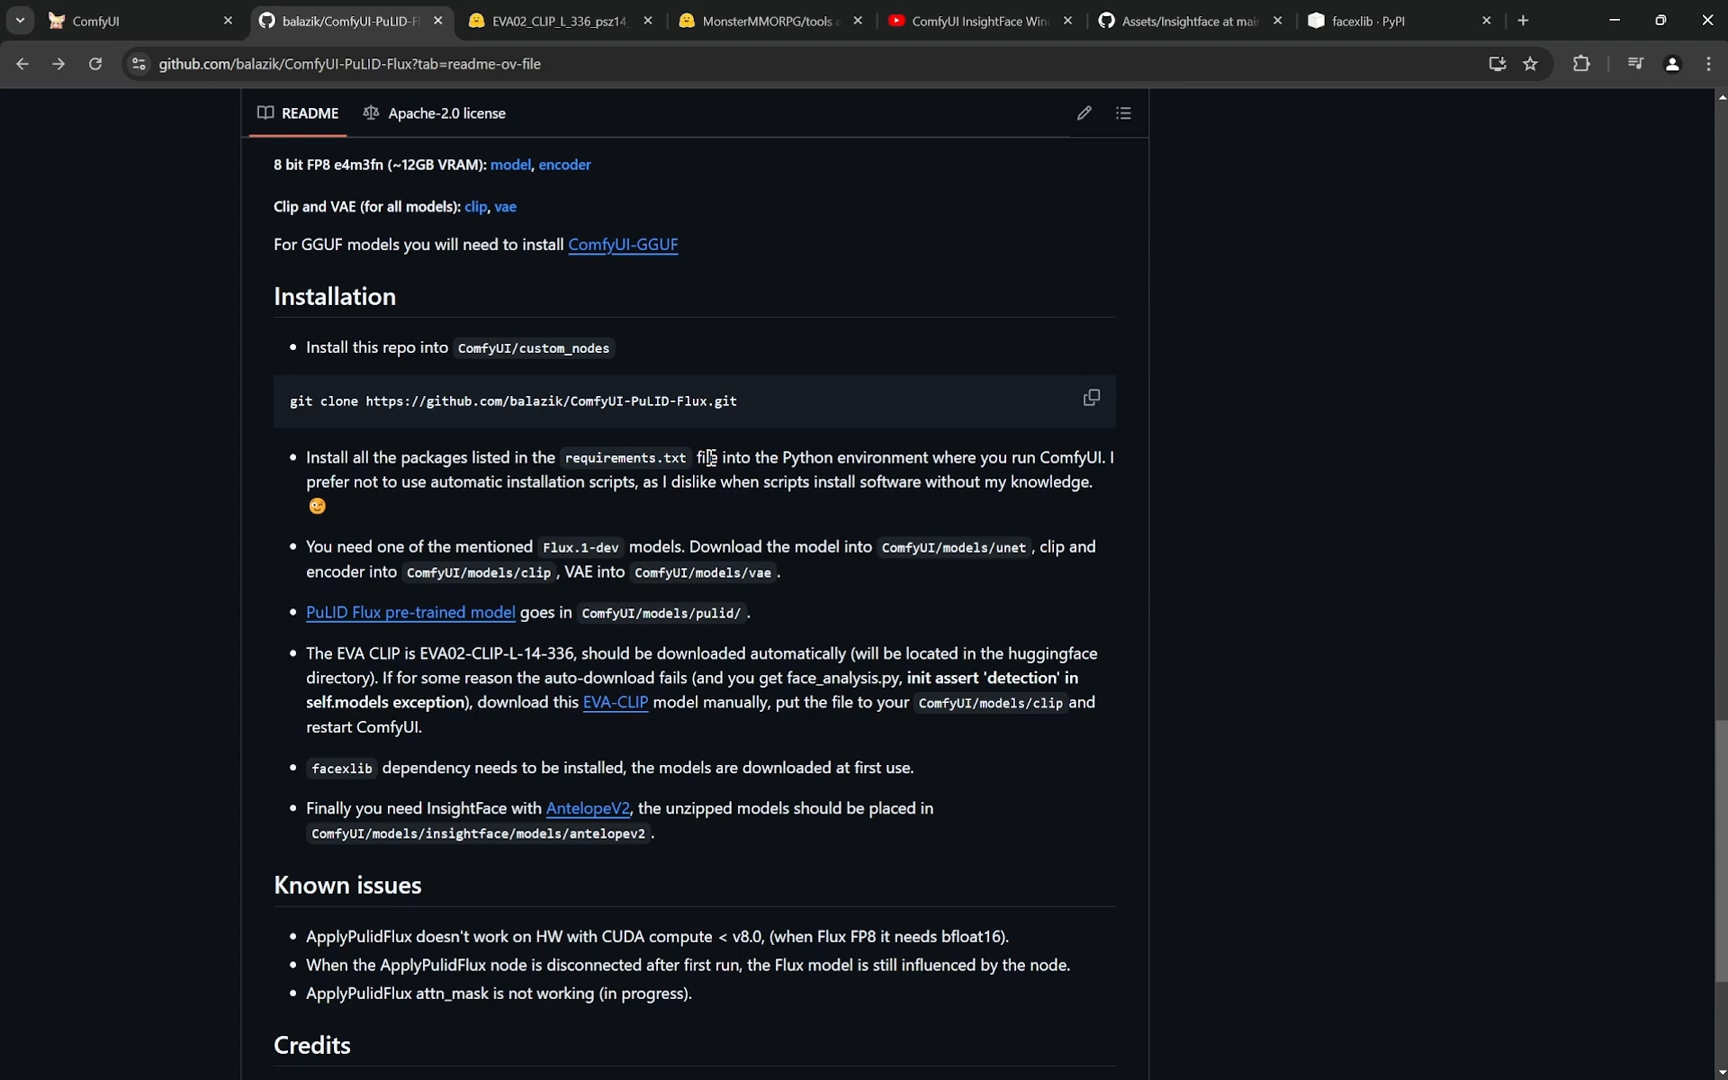 ComfyUI
balazik/ComfyUI-PuLID-F
EVA02_CLIP_L_336_psz14
MonsterMMORPG/tools
ComfyUI InsightFace Win
Assets/Insightface at mai
facexlib · PyPI
github.com/balazik/ComfyUI-PuLID-Flux?tab=readme-ov-file
README
Apache-2.0 license
8 bit FP8 e4m3fn (~12GB VRAM): model, encoder
Clip and VAE (for all models): clip, vae
For GGUF models you will need to install ComfyUI-GGUF
Installation
• Install this repo into ComfyUI/custom_nodes
git clone https://github.com/balazik/ComfyUI-PuLID-Flux.git
• Install all the packages listed in the requirements.txt file into the Python environment where you run ComfyUI. I
prefer not to use automatic installation scripts, as I dislike when scripts install software without my knowledge.
😉
• You need one of the mentioned Flux.1-dev models. Download the model into ComfyUI/models/unet, clip and
encoder into ComfyUI/models/clip, VAE into ComfyUI/models/vae.
• PuLID Flux pre-trained model goes in ComfyUI/models/pulid/.
• The EVA CLIP is EVA02-CLIP-L-14-336, should be downloaded automatically (will be located in the huggingface
directory). If for some reason the auto-download fails (and you get face_analysis.py, init assert 'detection' in
self.models exception), download this EVA-CLIP model manually, put the file to your ComfyUI/models/clip and
restart ComfyUI.
• facexlib dependency needs to be installed, the models are downloaded at first use.
• Finally you need InsightFace with AntelopeV2, the unzipped models should be placed in
ComfyUI/models/insightface/models/antelopev2.
Known issues
• ApplyPulidFlux doesn't work on HW with CUDA compute < v8.0, (when Flux FP8 it needs bfloat16).
• When the ApplyPulidFlux node is disconnected after first run, the Flux model is still influenced by the node.
• ApplyPulidFlux attn_mask is not working (in progress).
Credits